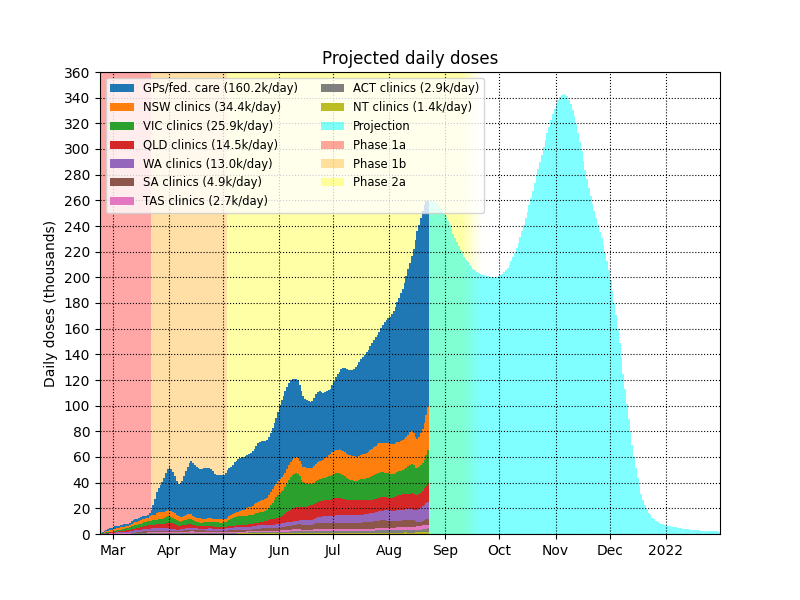 Projected daily doses
Daily doses (thousands)
360
340
320
300
280
260
240
220
200
180
160
140
120
100
80
60
40
20
0
GPs/fed. care (160.2k/day)
NSW clinics (34.4k/day)
VIC clinics (25.9k/day)
QLD clinics (14.5k/day)
WA clinics (13.0k/day)
SA clinics (4.9k/day)
TAS clinics (2.7k/day)
ACT clinics (2.9k/day)
NT clinics (1.4k/day)
Projection
Phase 1a
Phase 1b
Phase 2a
Mar Apr May Jun Jul Aug Sep Oct Nov Dec 2022